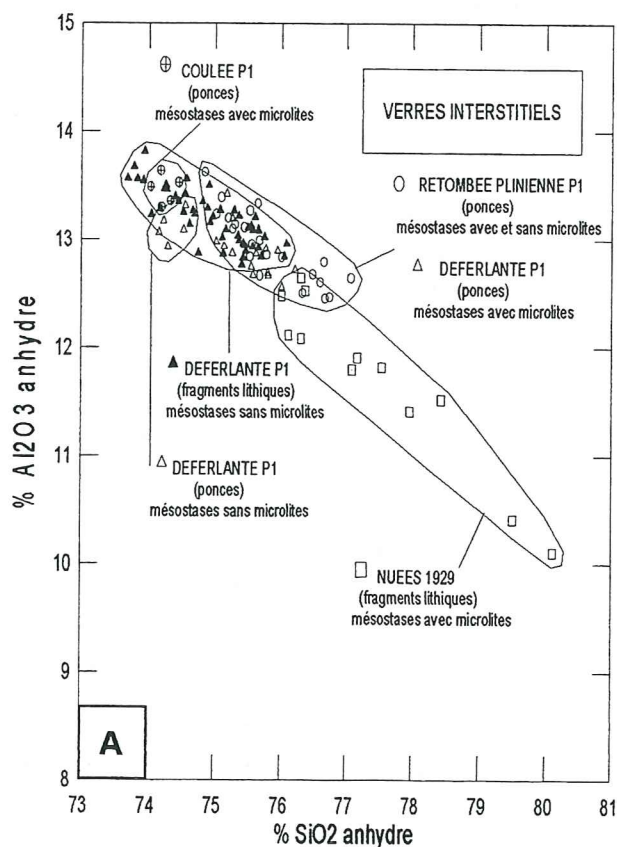 15
14
13
12
11
10
9
8
% Al2O3 anhydre
COULEE P1
(ponces)
mésostases avec microlites
VERRES INTERSTITIELS
RETOMBEE PLINIENNE P1
(ponces)
mésostases avec et sans microlites
DEFERLANTE P1
(ponces)
mésostases avec microlites
DEFERLANTE P1
(fragments lithiques)
mésostases sans microlites
DEFERLANTE P1
(ponces)
mésostases sans microlites
NUEES 1929
(fragments lithiques)
mésostases avec microlites
A
73 74 75 76 77 78 79 80 81
% SiO2 anhydre